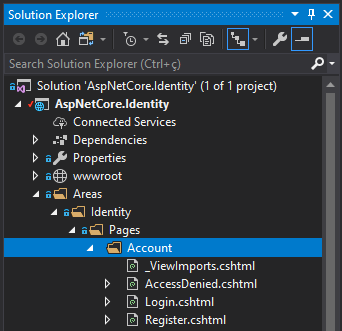 Solution Explorer
Search Solution Explorer (Ctrl+ç)
Solution 'AspNetCore.Identity' (1 of 1 project)
AspNetCore.Identity
Connected Services
Dependencies
Properties
wwwroot
Areas
Identity
Pages
Account
_ViewImports.cshtml
AccessDenied.cshtml
Login.cshtml
Register.cshtml